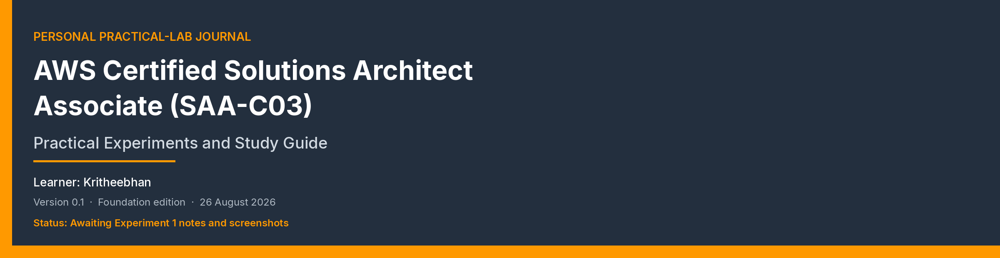 PERSONAL PRACTICAL-LAB JOURNAL
AWS Certified Solutions Architect
Associate (SAA-C03)
Practical Experiments and Study Guide
Learner: Kritheebhan
Version 0.1 · Foundation edition · 26 August 2026
Status: Awaiting Experiment 1 notes and screenshots